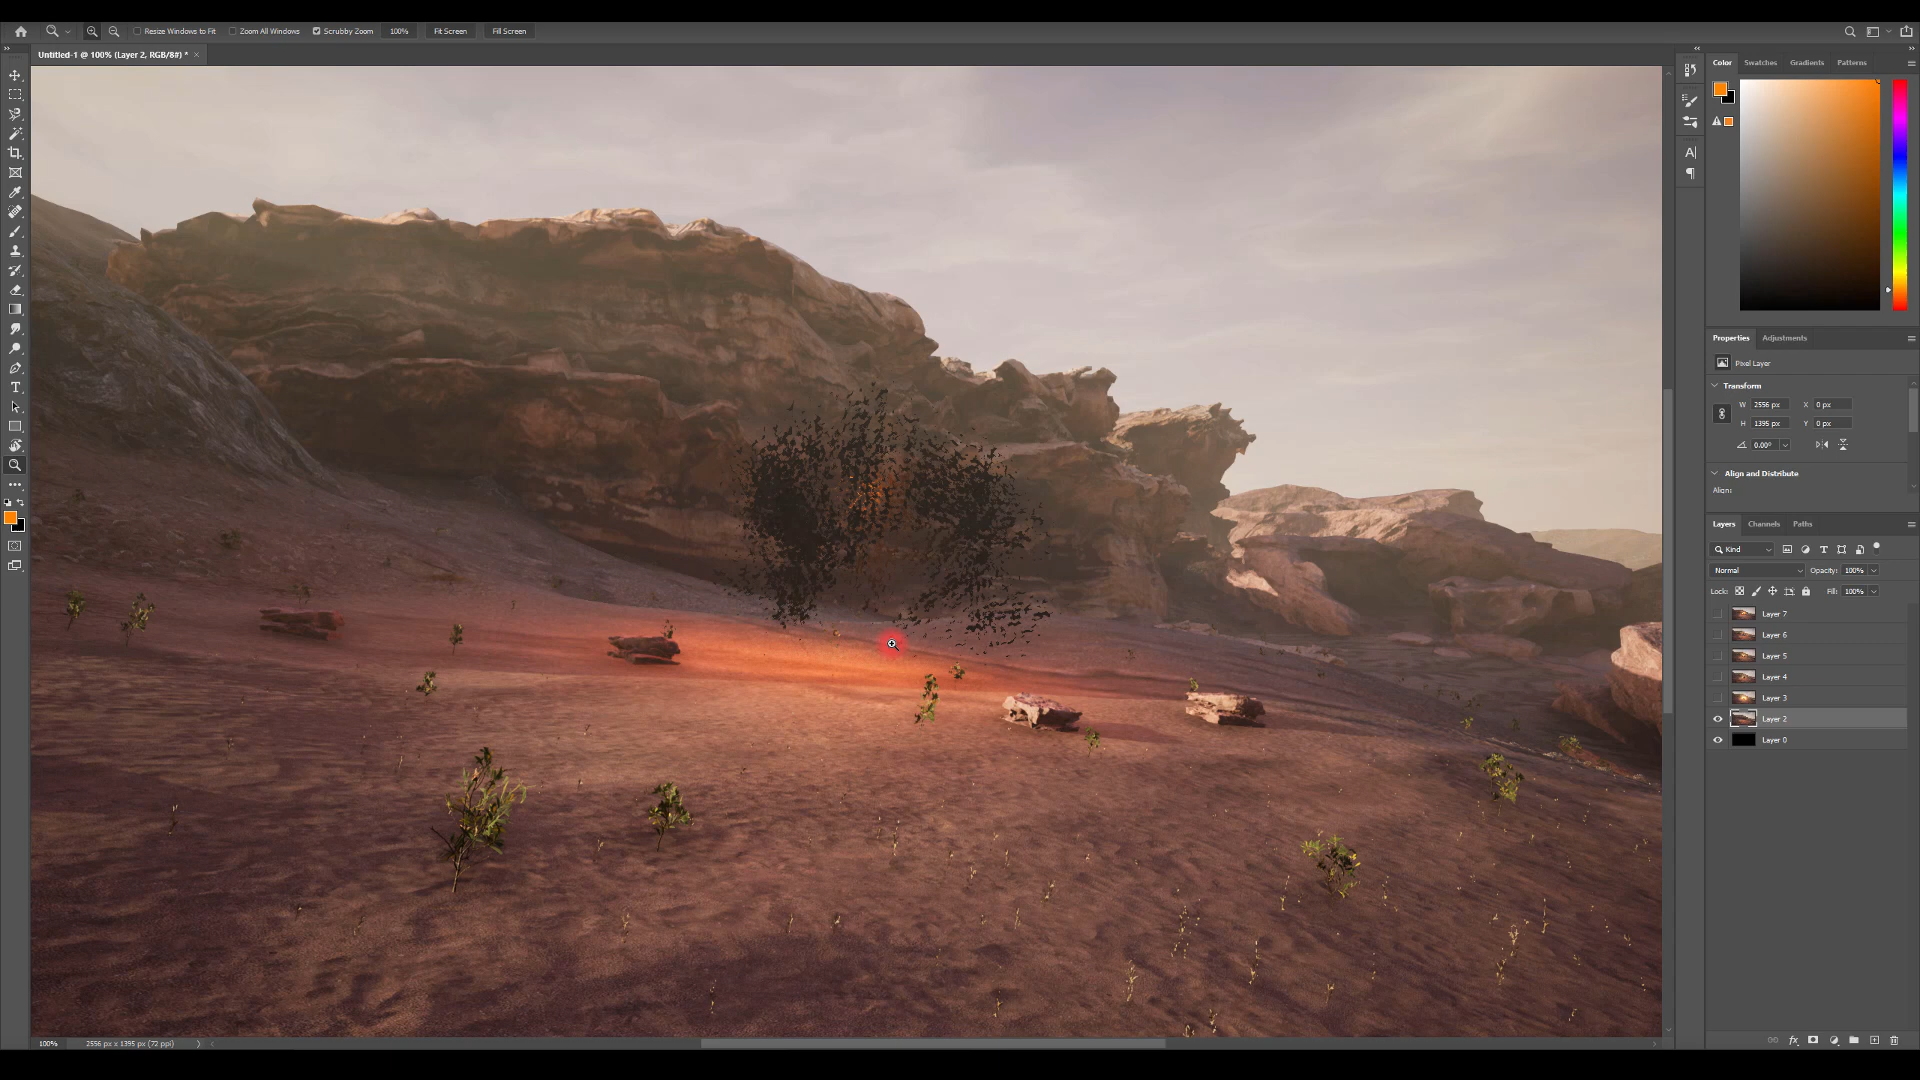 Resize Windows to Fit Zoom All Windows Scrubby Zoom 100% Fit Screen Fill Screen
Untitled-1 @ 100% (Layer 2, RGB/8#) * ×
Color Swatches Gradients Patterns
A|
Properties Adjustments
Pixel Layer
Transform
W 2556 px X 0 px
H 1395 px Y 0 px
0.00°
Align and Distribute
Align:
Layers Channels Paths
Kind
Normal Opacity: 100%
Lock: Fill: 100%
Layer 7
Layer 6
Layer 5
Layer 4
Layer 3
Layer 2
Layer 0
fx
100% 2556 px x 1395 px (72 ppi)